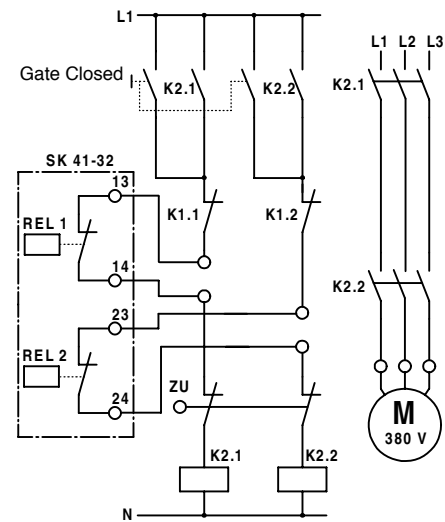 L1
L1 L2 L3
Gate Closed
K2.1
K2.2
K2.1
SK 41-32
13
K1.1
K1.2
REL 1
14
23
K2.2
REL 2
ZU
24
M
380 V
K2.1
K2.2
N